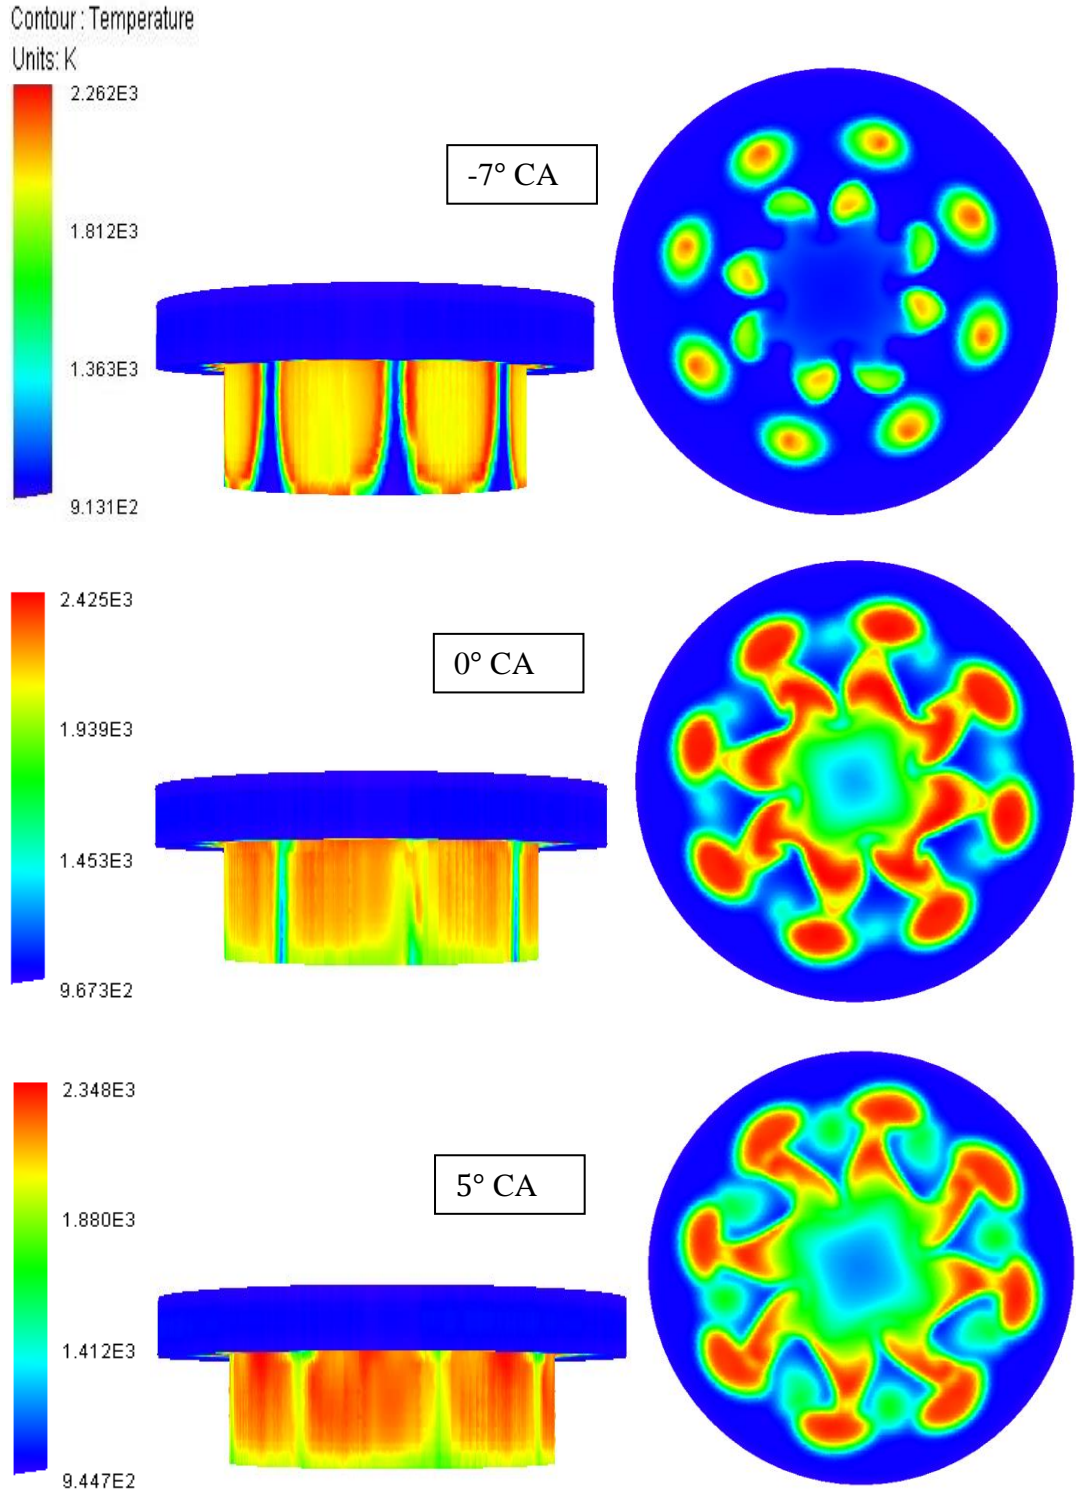 Contour : Temperature
Units: K
2.262E3
-7° CA
1.812E3
1.363E3
9.131E2
2.425E3
0° CA
1.939E3
1.453E3
9.673E2
2.348E3
5° CA
1.880E3
1.412E3
9.447E2